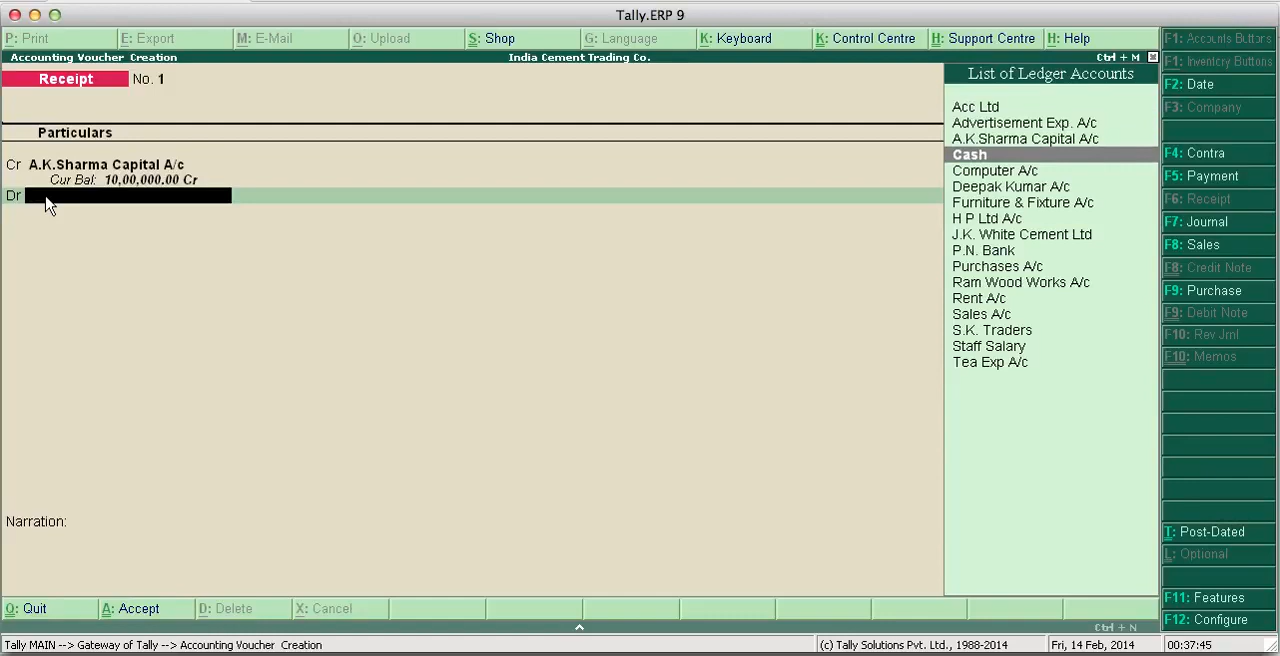 Tally.ERP 9
P: Print E: Export M: E-Mail O: Upload S: Shop G: Language K: Keyboard K: Control Centre H: Support Centre H: Help
Accounting Voucher Creation India Cement Trading Co. Ctrl + M
Receipt No. 1
Particulars
Cr A.K.Sharma Capital A/c
Cur Bal: 10,00,000.00 Cr
Dr
Narration:
List of Ledger Accounts
Acc Ltd
Advertisement Exp. A/c
A.K.Sharma Capital A/c
Cash
Computer A/c
Deepak Kumar A/c
Furniture & Fixture A/c
H P Ltd A/c
J.K. White Cement Ltd
P.N. Bank
Purchases A/c
Ram Wood Works A/c
Rent A/c
Sales A/c
S.K. Traders
Staff Salary
Tea Exp A/c
F1: Accounts Buttons
F1: Inventory Buttons
F2: Date
F3: Company
F4: Contra
F5: Payment
F6: Receipt
F7: Journal
F8: Sales
F8: Credit Note
F9: Purchase
F9: Debit Note
F10: Rev Jrnl
F10: Memos
T: Post-Dated
L: Optional
F11: Features
F12: Configure
Q: Quit A: Accept D: Delete X: Cancel
Ctrl + N
Tally MAIN --> Gateway of Tally --> Accounting Voucher Creation (c) Tally Solutions Pvt. Ltd., 1988-2014 Fri, 14 Feb, 2014 00:37:45